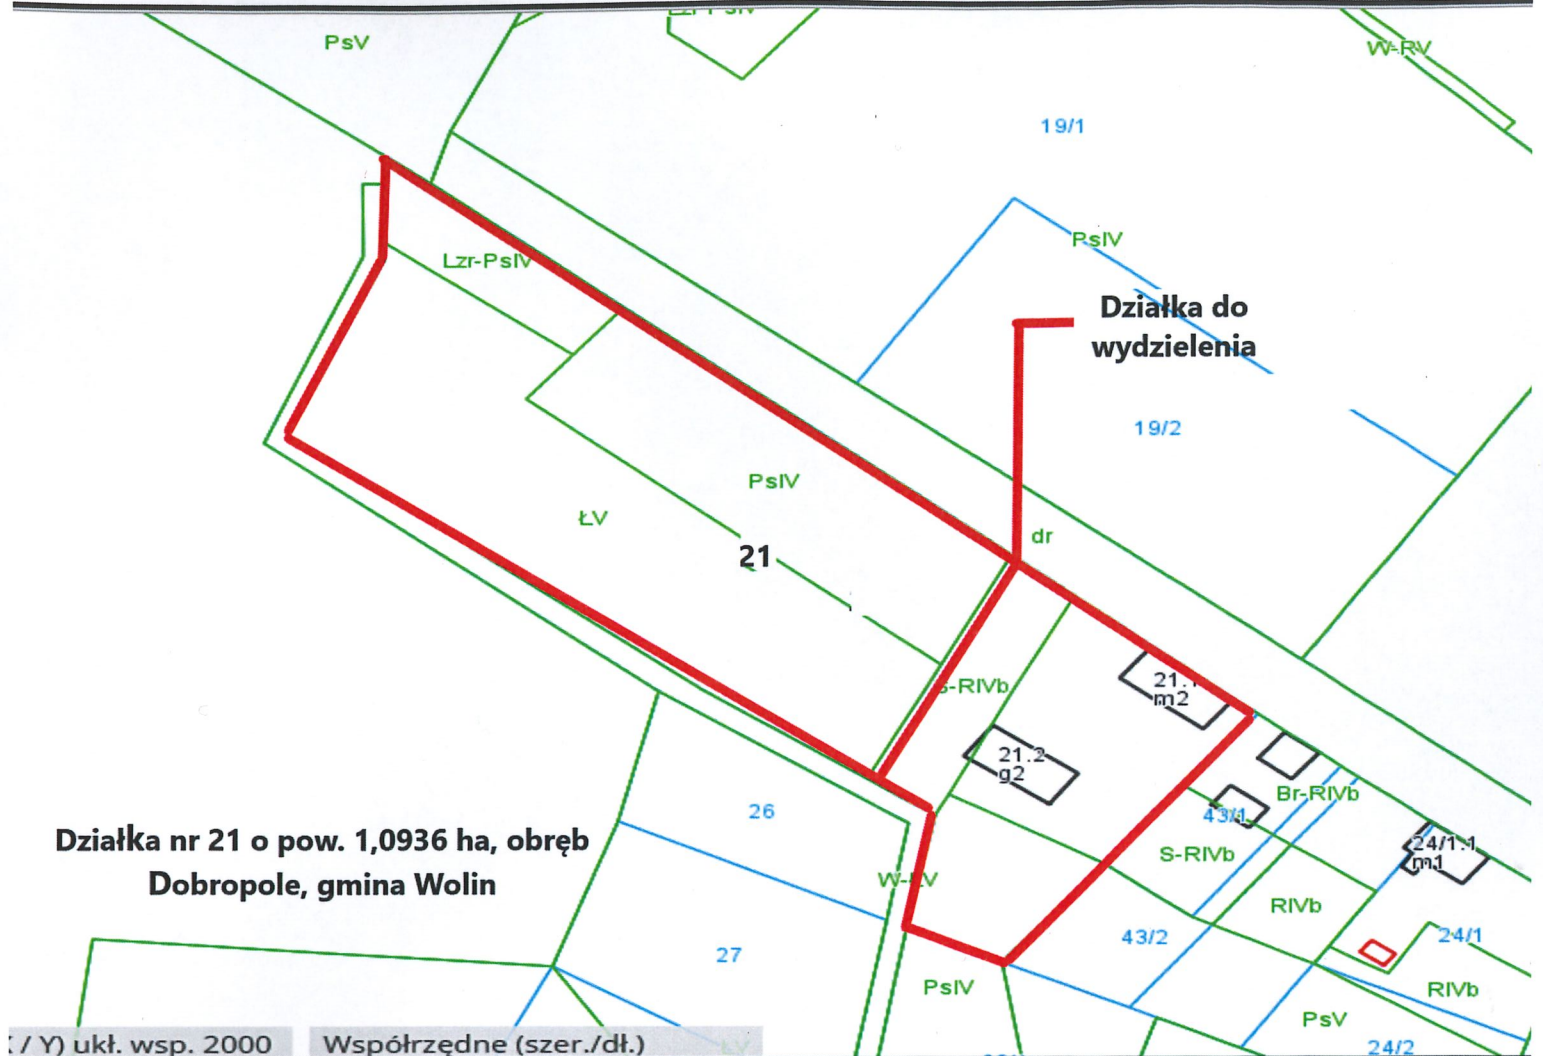 PsV
W-RV
19/1
PsIV
Lzr-PsIV
Działka do
wydzielenia
19/2
PsIV
ŁV
dr
21
S-RIVb
21.1
m2
21.2
g2
Br-RIVb
26
43/1
Działka nr 21 o pow. 1,0936 ha, obręb
Dobropole, gmina Wolin
24/1.1
m1
S-RIVb
W-ŁV
RIVb
43/2
24/1
27
PsIV
RIVb
PsV
/ Y) ukł. wsp. 2000
Współrzędne (szer./dł.)
24/2